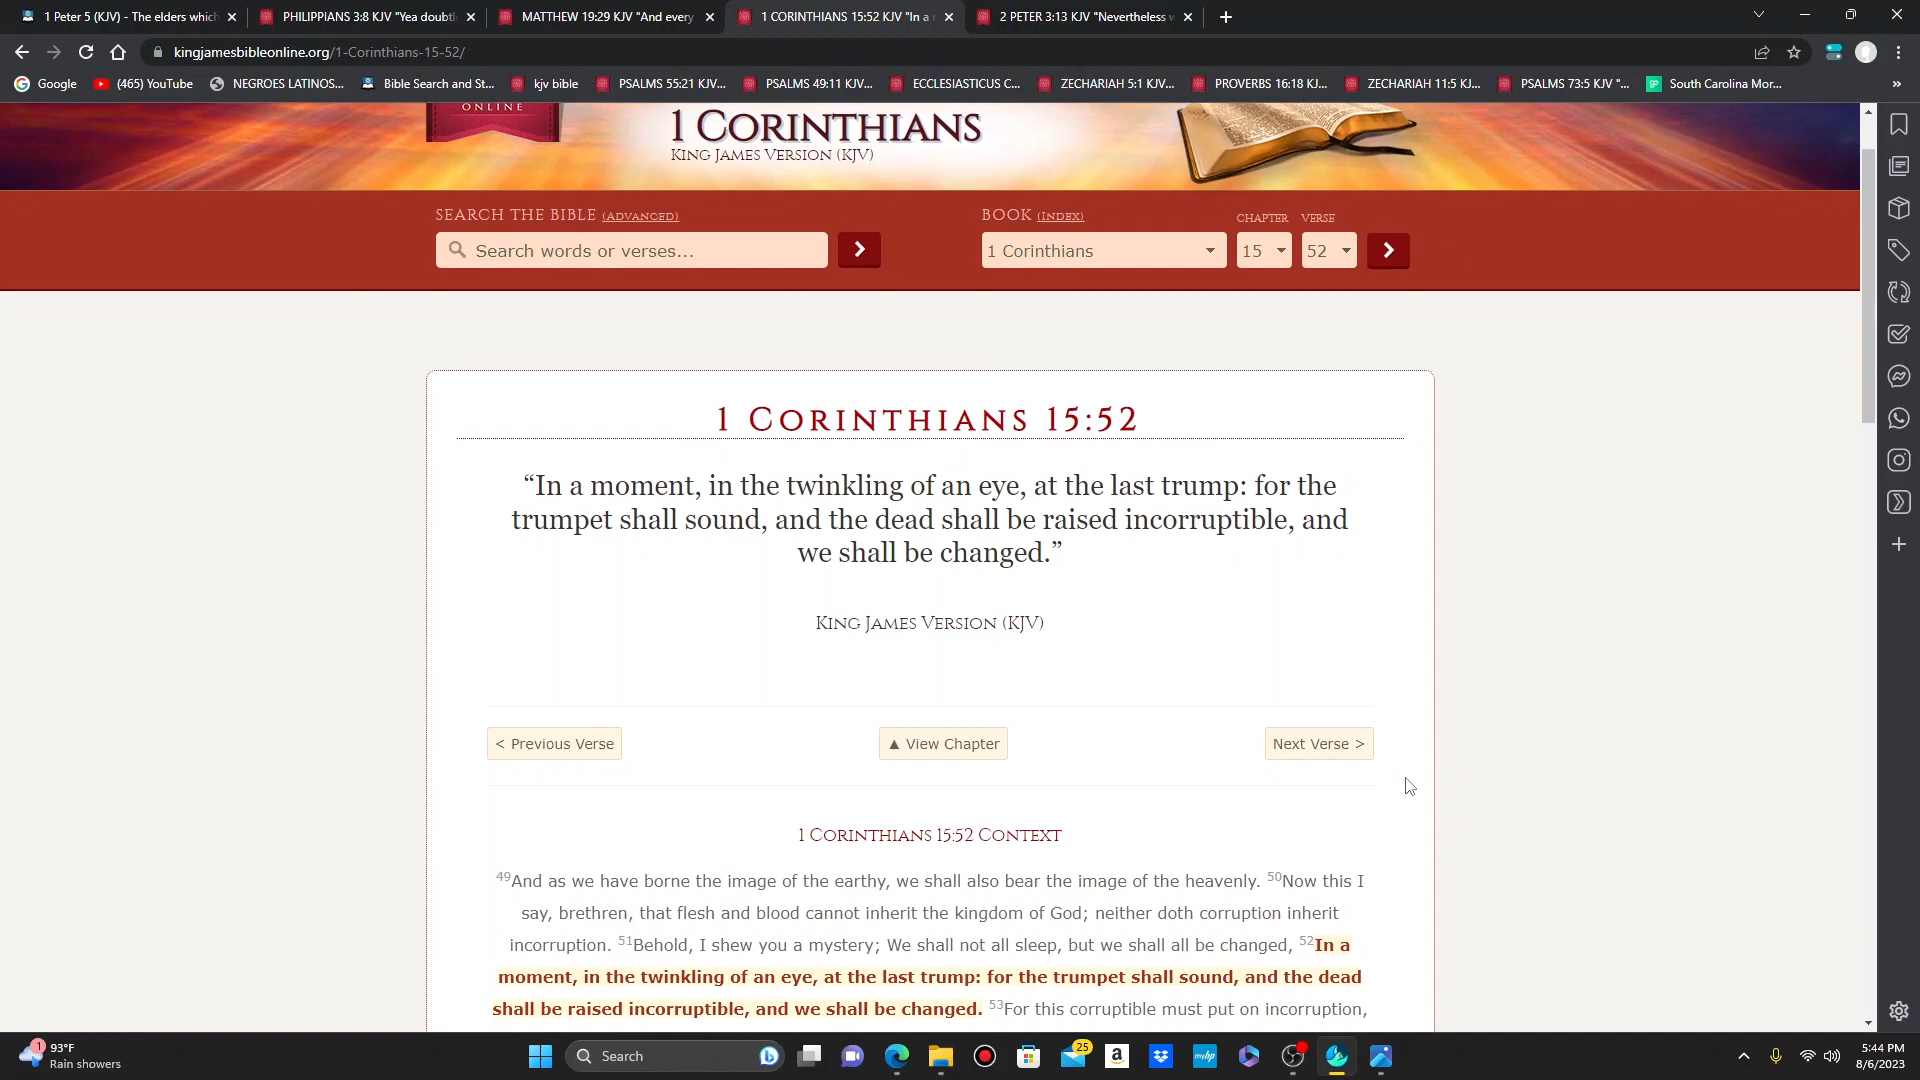 1 Peter 5 (KJV) - The elders which
PHILIPPIANS 3:8 KJV "Yea doubtl
MATTHEW 19:29 KJV "And every
1 CORINTHIANS 15:52 KJV "In a
2 PETER 3:13 KJV "Nevertheless w
kingjamesbibleonline.org/1-Corinthians-15-52/
Google
(465) YouTube
NEGROES LATINOS...
Bible Search and St...
kjv bible
PSALMS 55:21 KJV...
PSALMS 49:11 KJV...
ECCLESIASTICUS C...
ZECHARIAH 5:1 KJV...
PROVERBS 16:18 KJ...
ZECHARIAH 11:5 KJ...
PSALMS 73:5 KJV "...
South Carolina Mor...
ONLINE
1 CORINTHIANS
KING JAMES VERSION (KJV)
SEARCH THE BIBLE (ADVANCED)
BOOK (INDEX)
CHAPTER
VERSE
Search words or verses...
1 Corinthians
15
52
1 CORINTHIANS 15:52
“In a moment, in the twinkling of an eye, at the last trump: for the
trumpet shall sound, and the dead shall be raised incorruptible, and
we shall be changed.”
KING JAMES VERSION (KJV)
< Previous Verse
▲ View Chapter
Next Verse >
1 CORINTHIANS 15:52 CONTEXT
49And as we have borne the image of the earthy, we shall also bear the image of the heavenly. 50Now this I
say, brethren, that flesh and blood cannot inherit the kingdom of God; neither doth corruption inherit
incorruption. 51Behold, I shew you a mystery; We shall not all sleep, but we shall all be changed, 52In a
moment, in the twinkling of an eye, at the last trump: for the trumpet shall sound, and the dead
shall be raised incorruptible, and we shall be changed. 53For this corruptible must put on incorruption,
1
93°F
Rain showers
Search
25
a
myhp
5:44 PM
8/6/2023